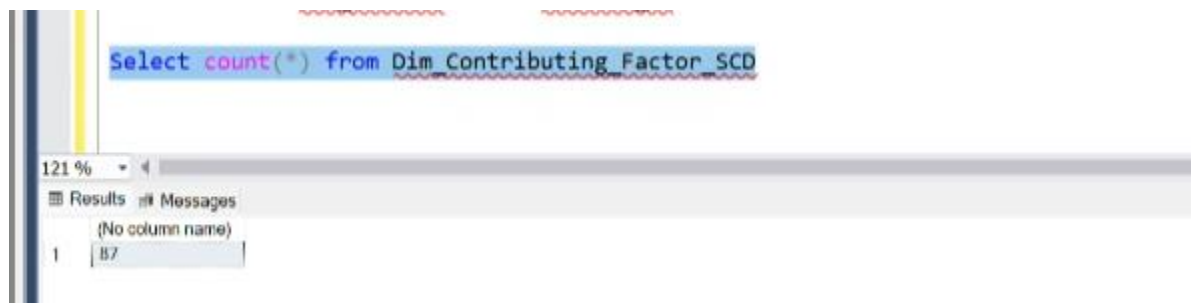 Select count(*) from Dim_Contributing_Factor_SCD
121 %
Results Messages
(No column name)
1 87